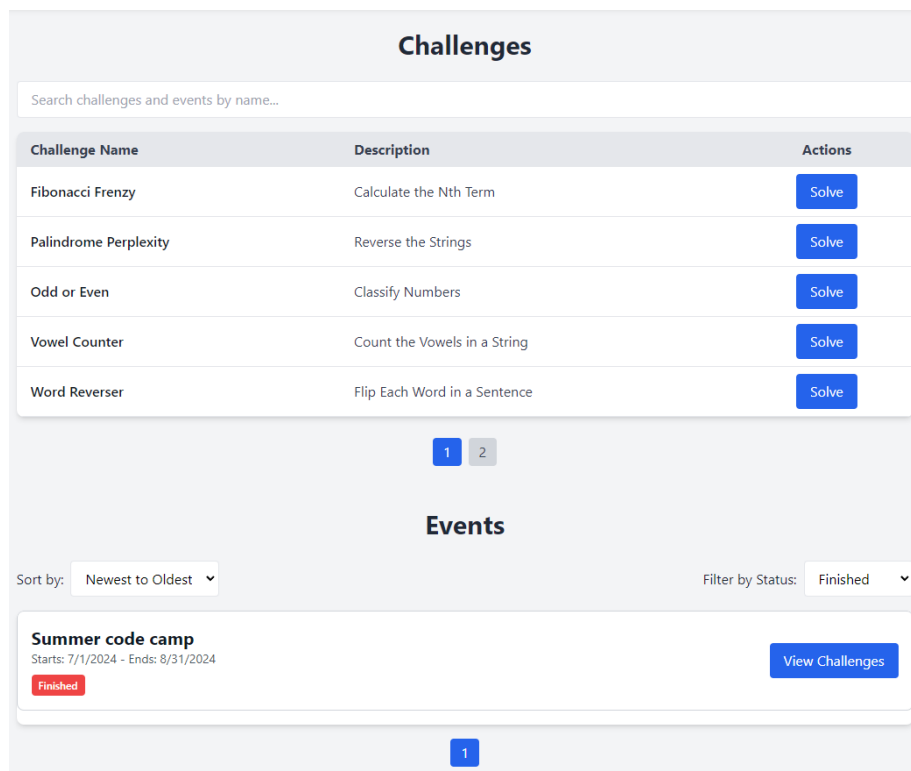 Challenges
Search challenges and events by name...
Challenge Name Description Actions
Fibonacci Frenzy Calculate the Nth Term Solve
Palindrome Perplexity Reverse the Strings Solve
Odd or Even Classify Numbers Solve
Vowel Counter Count the Vowels in a String Solve
Word Reverser Flip Each Word in a Sentence Solve
1 2
Events
Sort by: Newest to Oldest Filter by Status: Finished
Summer code camp
Starts: 7/1/2024 - Ends: 8/31/2024
View Challenges
Finished
1